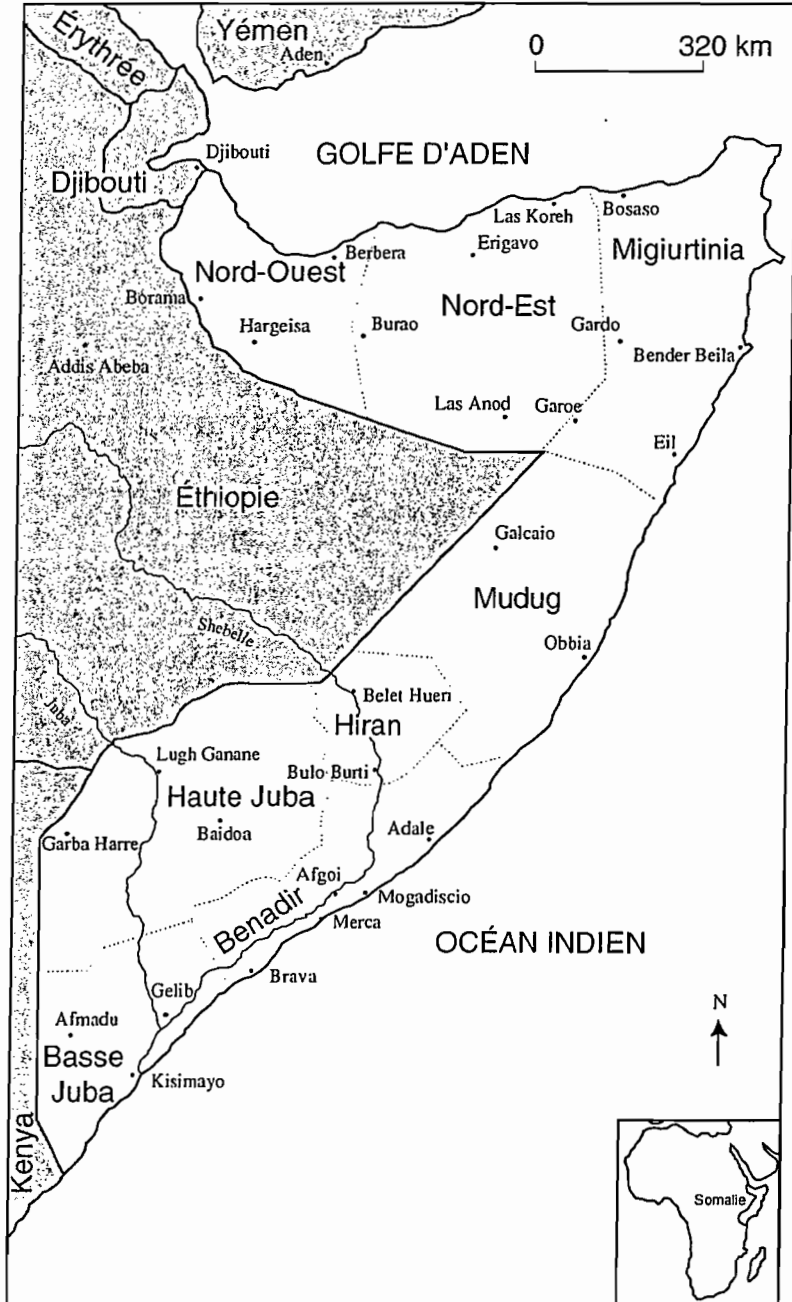 Érythrée
Yémen
Aden
0 320 km
Djibouti
Djibouti
GOLFE D'ADEN
Las Koreh
Bosaso
Berbera
Erigavo
Migiurtinia
Nord-Ouest
Borama
Nord-Est
Hargeisa
Burao
Gardo
Addis Abeba
Bender Beila
Las Anod
Garoe
Eil
Éthiopie
Galcaio
Mudug
Shebelle
Obbia
Juba
Belet Hueri
Hiran
Lugh Ganane
Bulo Burti
Haute Juba
Baidoa
Garba Harre
Adale
Afgoi
Mogadiscio
Benadir
Merca
OCÉAN INDIEN
Brava
Gelib
N
Afmadu
Basse
Juba
Kisimayo
Kenya
Somalie